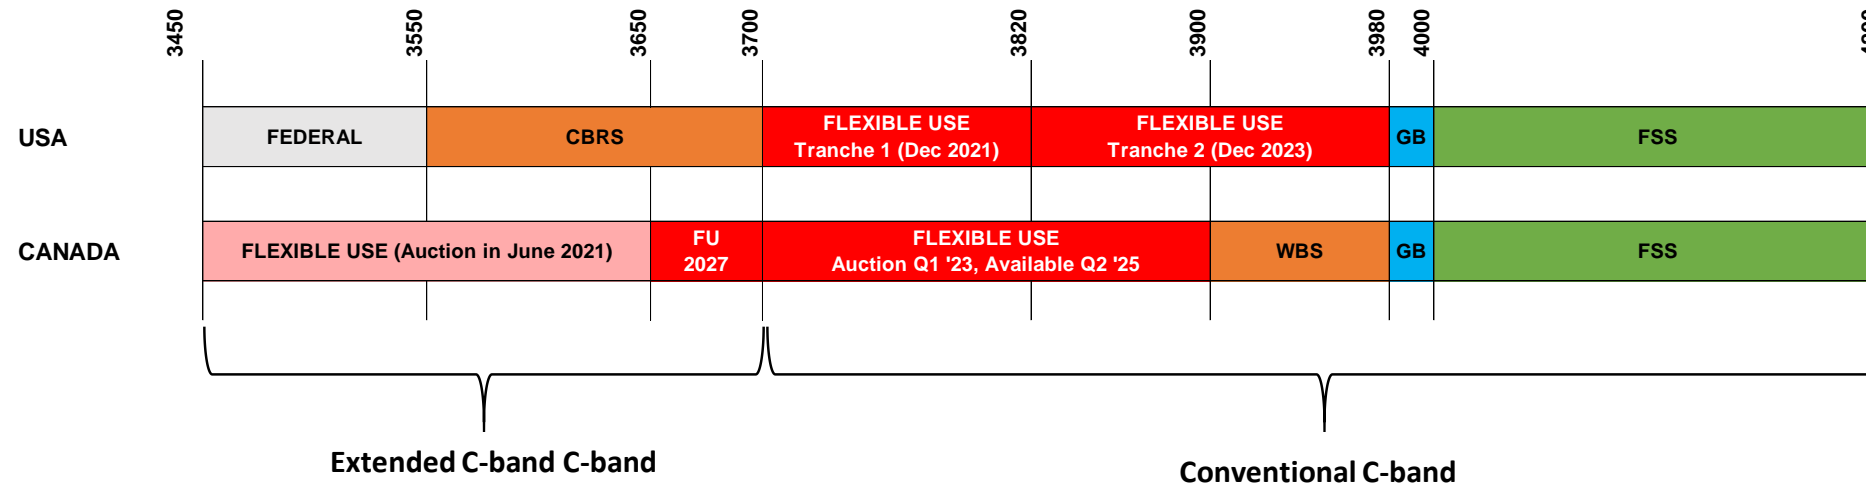 3450
3550
3650
3700
3820
3900
3980
4000
USA
FEDERAL
CBRS
FLEXIBLE USE
Tranche 1 (Dec 2021)
FLEXIBLE USE
Tranche 2 (Dec 2023)
GB
FSS
CANADA
FLEXIBLE USE (Auction in June 2021)
FU
2027
FLEXIBLE USE
Auction Q1 '23, Available Q2 '25
WBS
GB
FSS
Extended C-band C-band
Conventional C-band